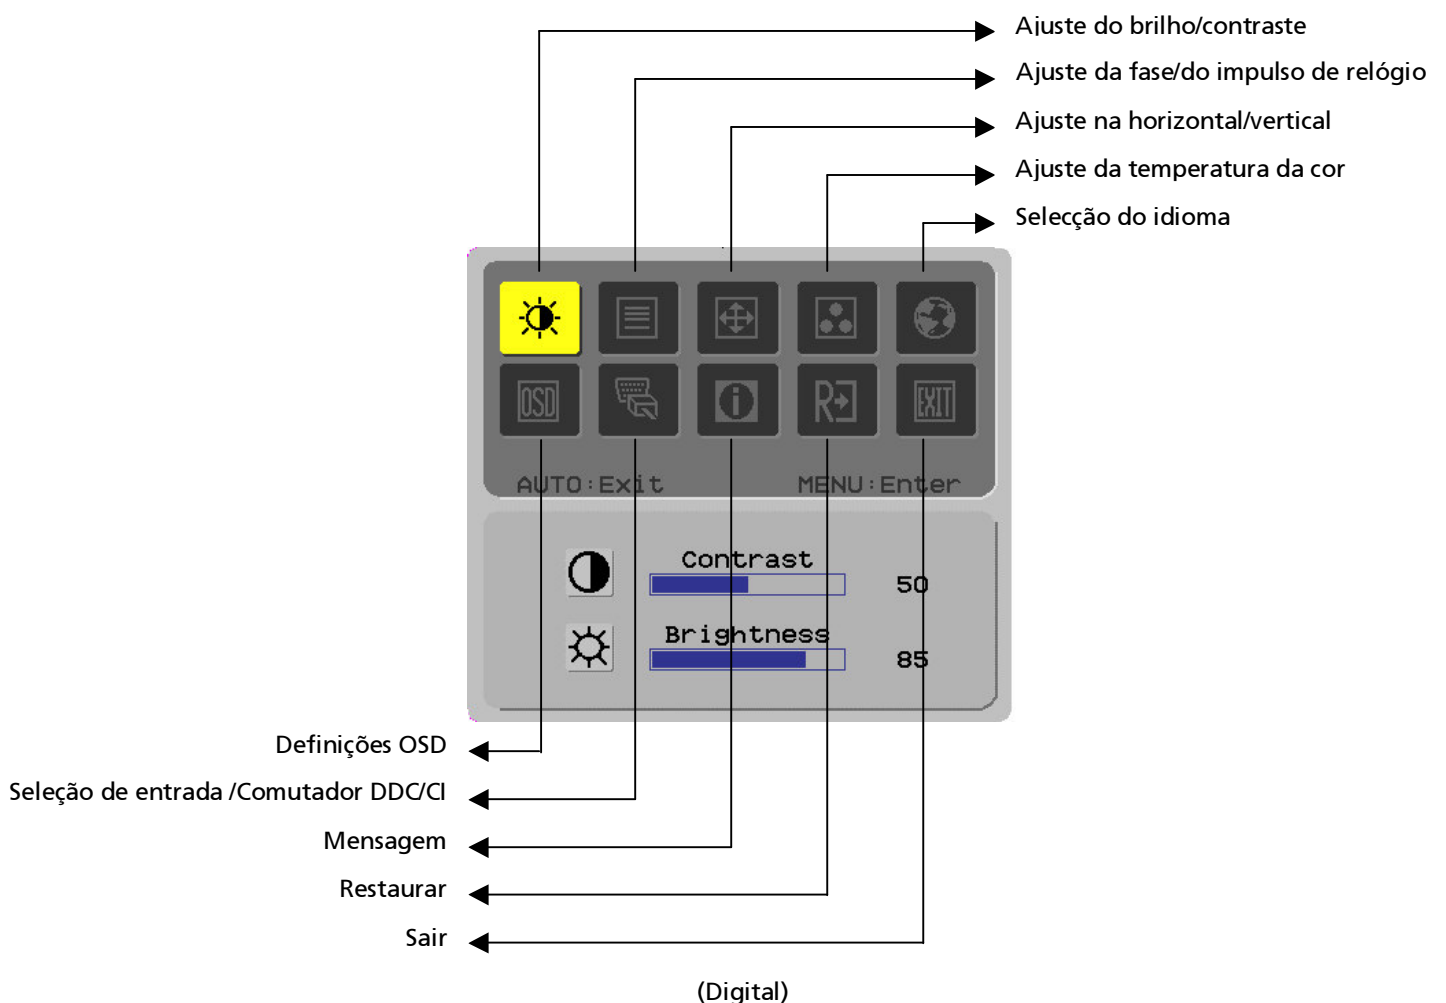 Ajuste do brilho/contraste
Ajuste da fase/do impulso de relógio
Ajuste na horizontal/vertical
Ajuste da temperatura da cor
Selecção do idioma
OSD
i
R
EXIT
AUTO:Exit MENU:Enter
Contrast
50
Brightness
85
Definições OSD
Seleção de entrada /Comutador DDC/CI
Mensagem
Restaurar
Sair
(Digital)